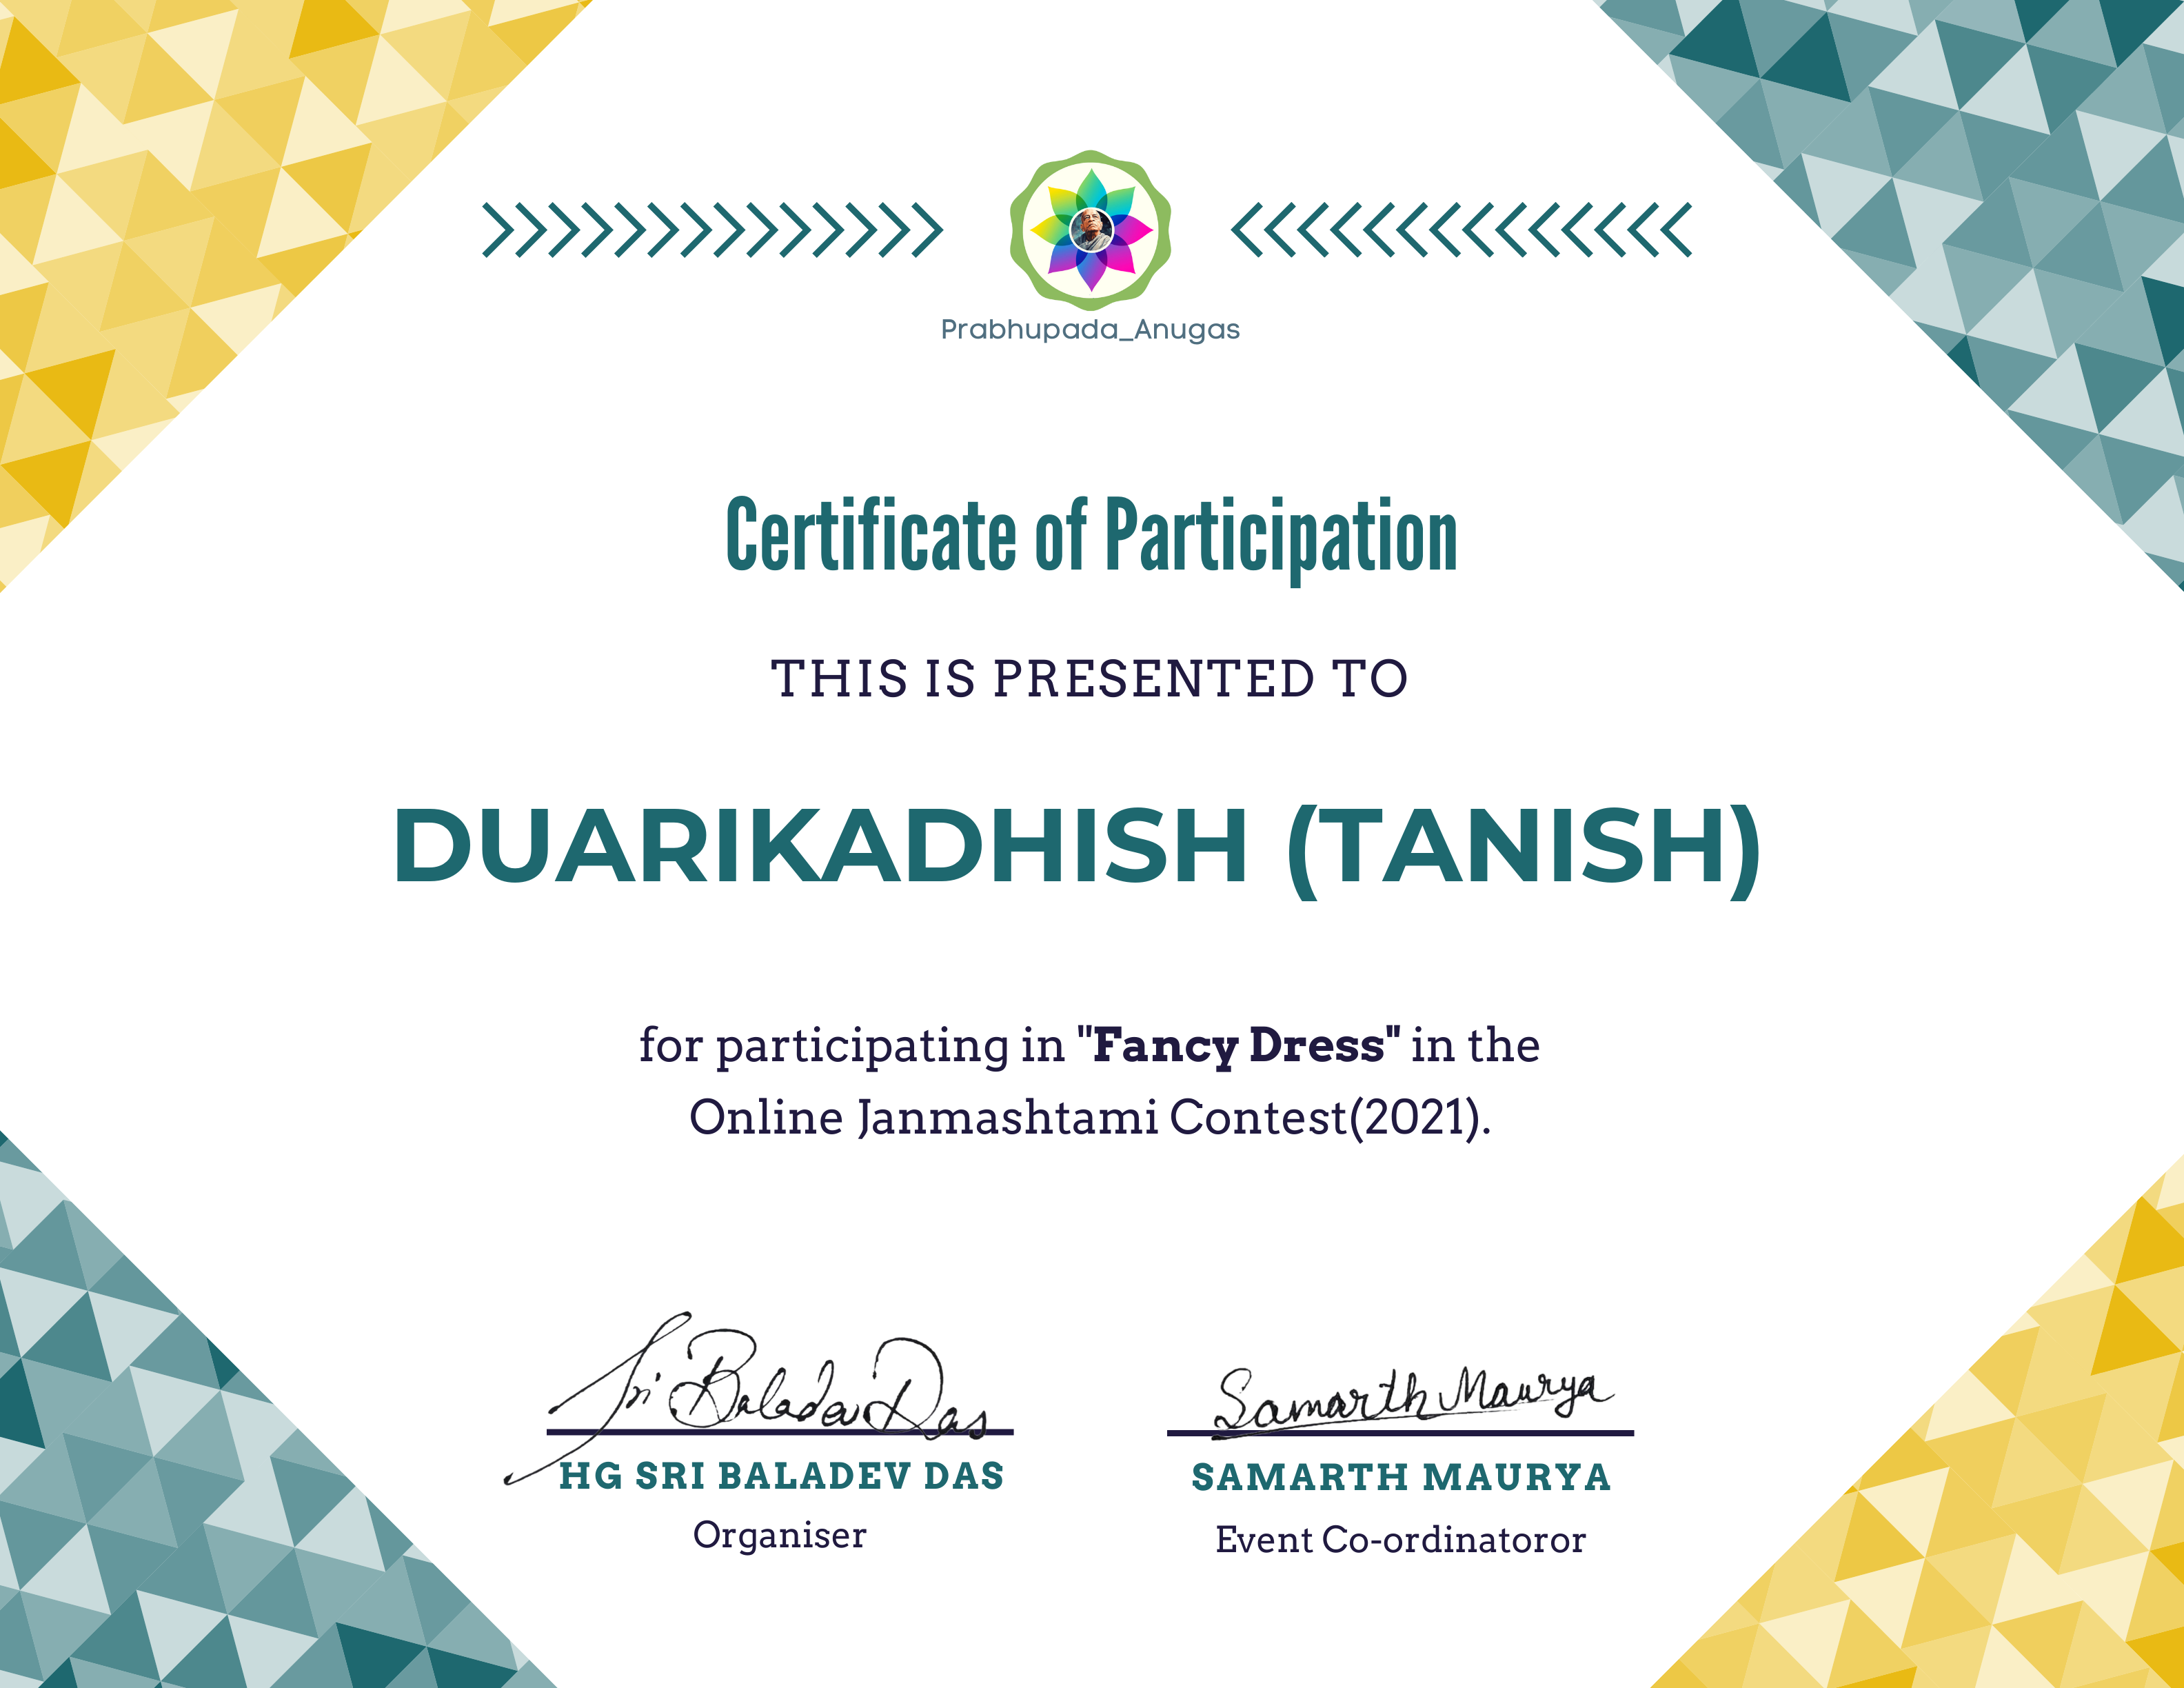 Prabhupada_Anugas
Certificate of Participation
THIS IS PRESENTED TO
DUARIKADHISH (TANISH)
for participating in "Fancy Dress" in the
Online Janmashtami Contest(2021).
Sri Baladev Das
Samarth Maurya
HG SRI BALADEV DAS
SAMARTH MAURYA
Organiser
Event Co-ordinatoror